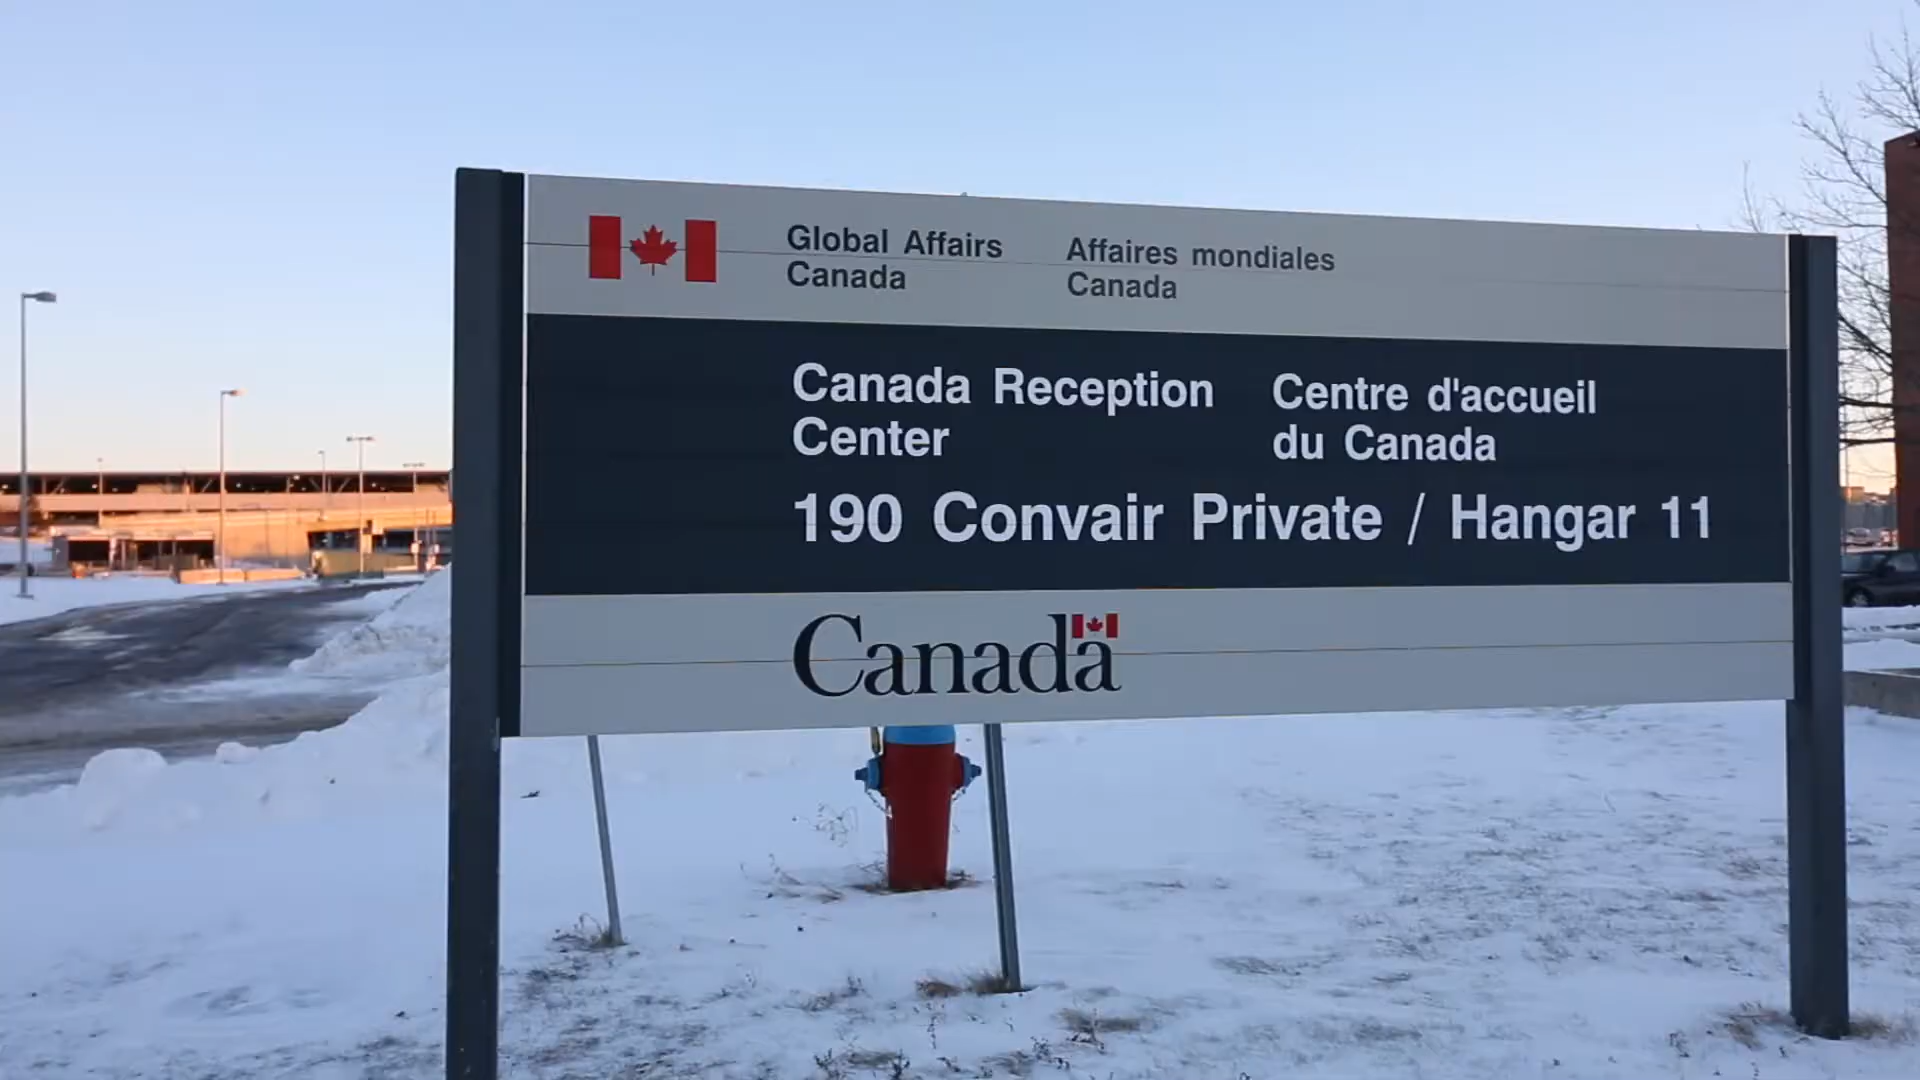 Global Affairs
Canada
Affaires mondiales
Canada
Canada Reception
Center
Centre d'accueil
du Canada
190 Convair Private / Hangar 11
Canada